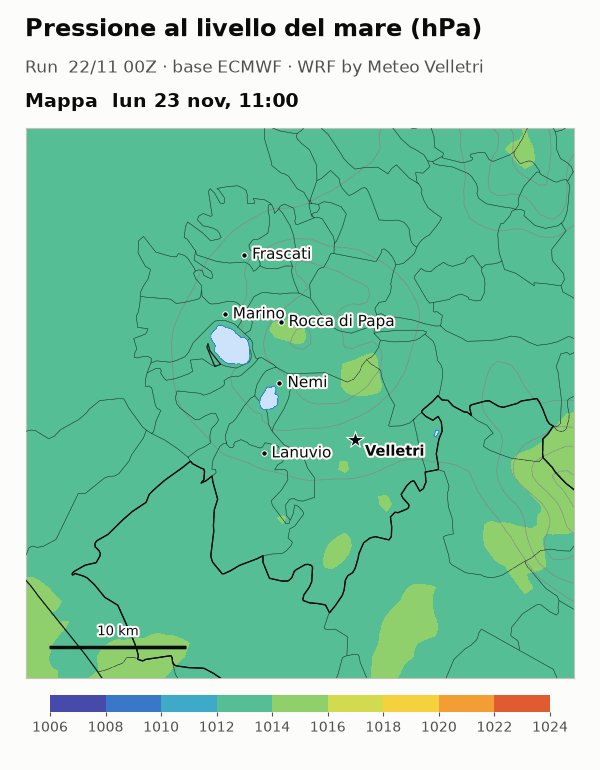 Pressione al livello del mare (hPa)
Run  22/11 00Z · base ECMWF · WRF by Meteo Velletri
Mappa  lun 23 nov, 11:00
Frascati
Marino
Rocca di Papa
Nemi
Velletri
Lanuvio
10 km
1006 1008 1010 1012 1014 1016 1018 1020 1022 1024